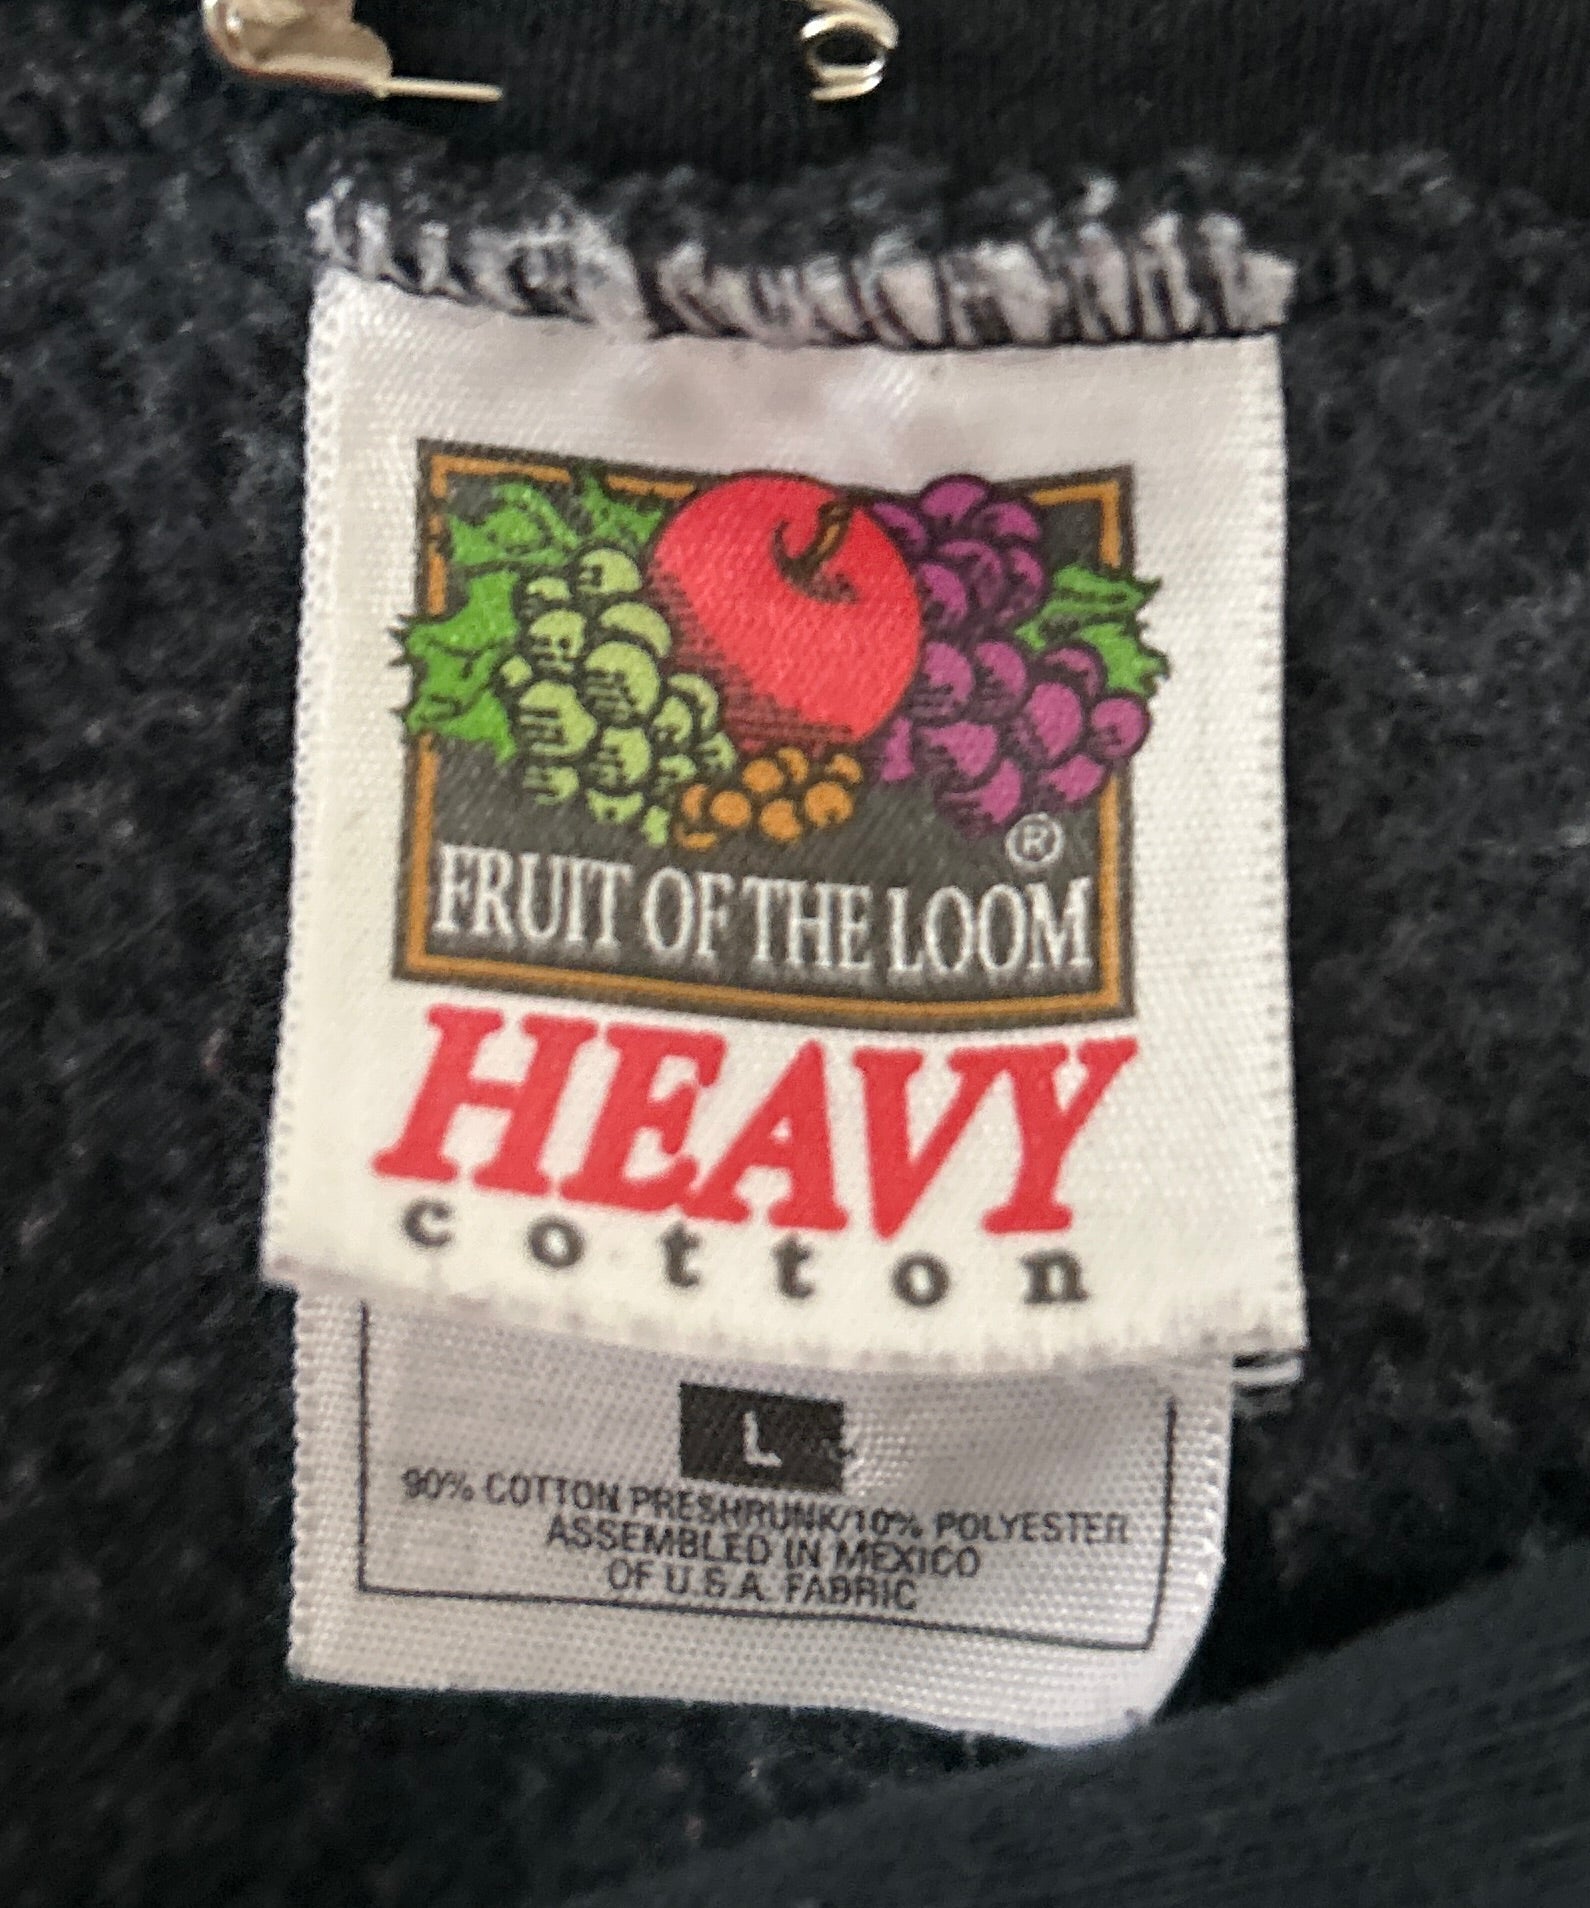 ®
FRUIT OF THE LOOM
HEAVY
cotton
L
90% COTTON PRESHRUNK/10% POLYESTER
ASSEMBLED IN MEXICO
OF U.S.A. FABRIC